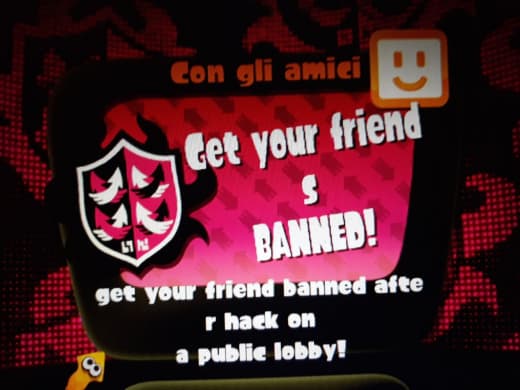 Con gli amici
Get your friend
s
BANNED!
get your friend banned afte
r hack on
a public lobby!